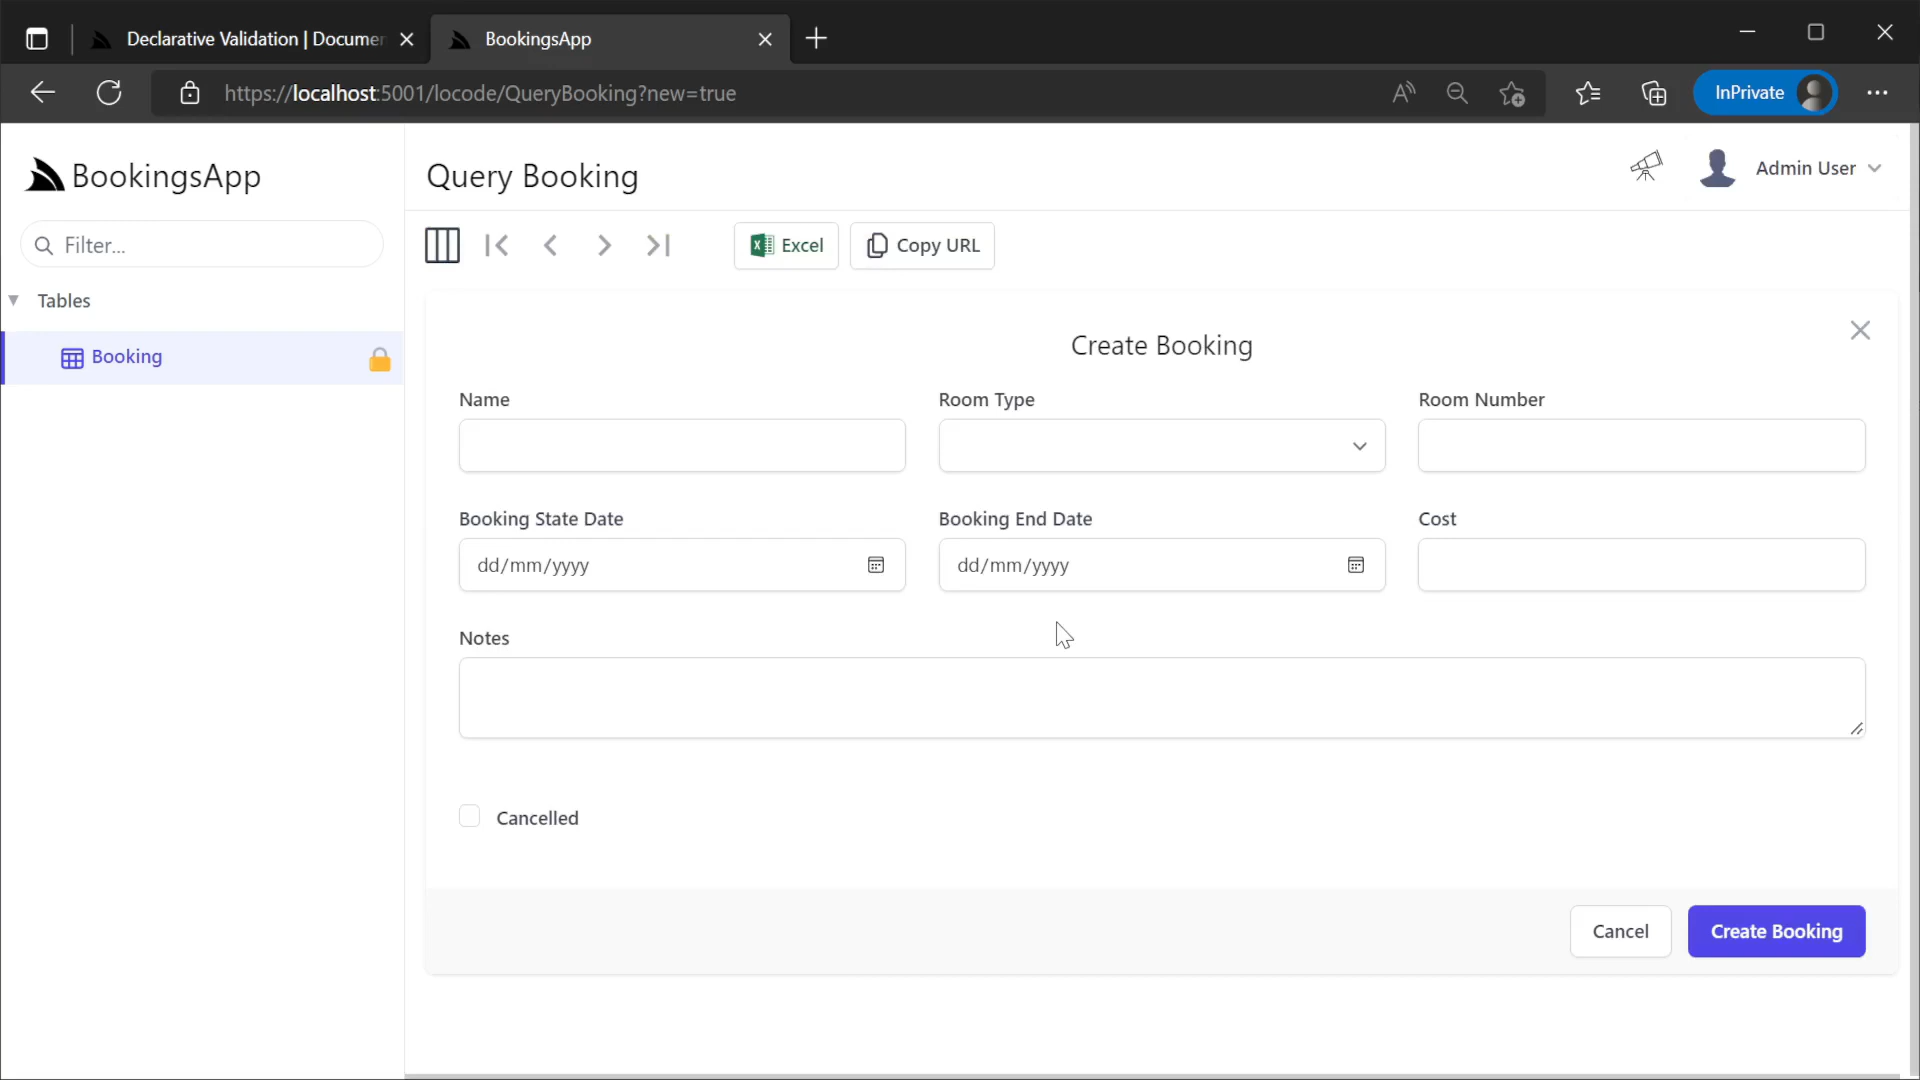 Declarative Validation | Documen
BookingsApp
https://localhost:5001/locode/QueryBooking?new=true
InPrivate
BookingsApp
Query Booking
Admin User
Filter...
Excel
Copy URL
Tables
Booking
Create Booking
Name
Room Type
Room Number
Booking State Date
Booking End Date
Cost
dd/mm/yyyy
dd/mm/yyyy
Notes
Cancelled
Cancel
Create Booking